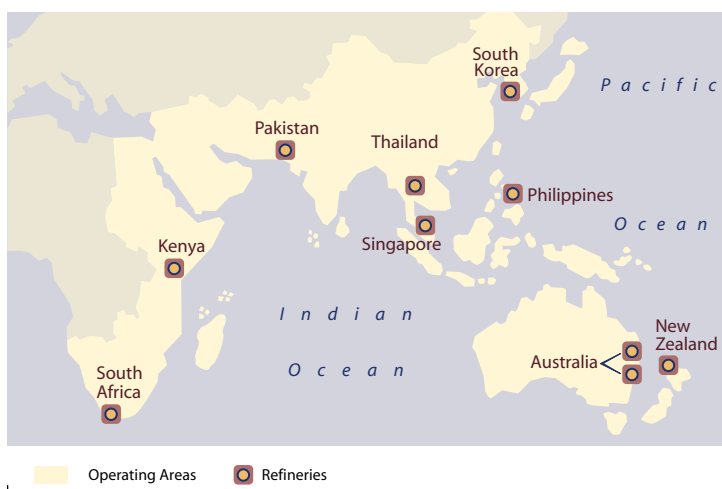 South
Korea
Pacific
Pakistan
Thailand
Philippines
Ocean
Kenya
Singapore
Indian
New
Zealand
Australia
Ocean
South
Africa
Operating Areas
Refineries